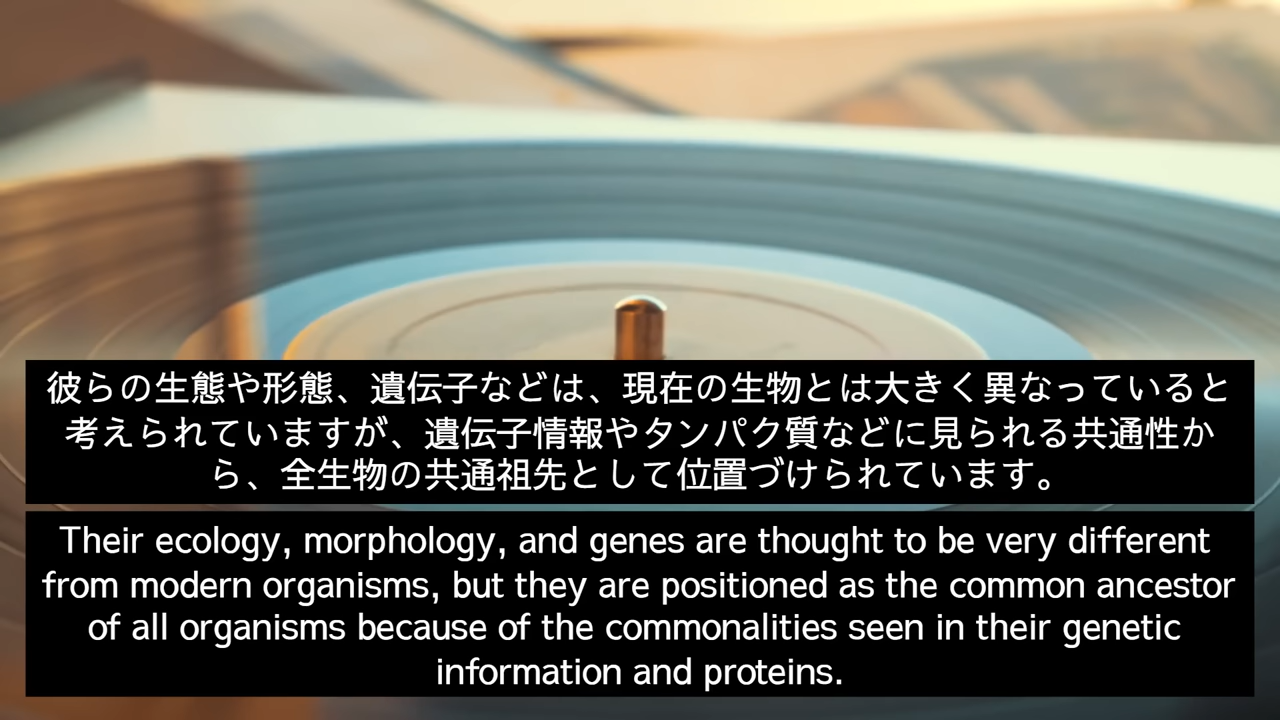 彼らの生態や形態、遺伝子などは、現在の生物とは大きく異なっていると
考えられていますが、遺伝子情報やタンパク質などに見られる共通性か
ら、全生物の共通祖先として位置づけられています。
Their ecology, morphology, and genes are thought to be very different
from modern organisms, but they are positioned as the common ancestor
of all organisms because of the commonalities seen in their genetic
information and proteins.